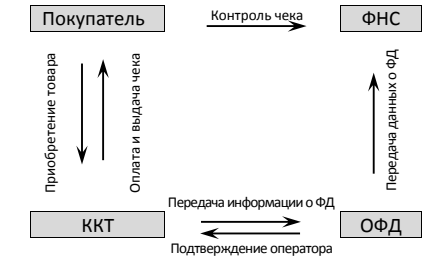 Покупатель
Контроль чека
ФНС
Приобретение товара
Оплата и выдача чека
Передача данных о ФД
Передача информации о ФД
ККТ
ОФД
Подтверждение оператора